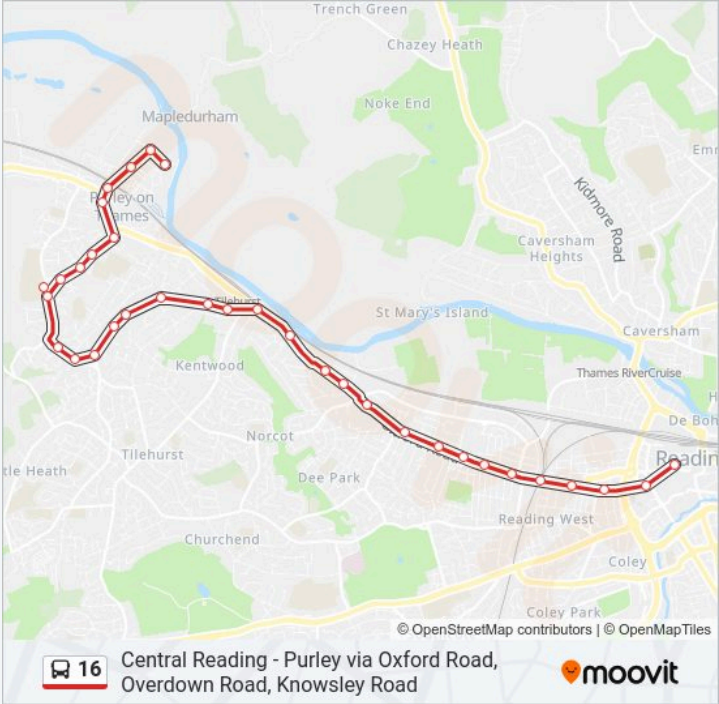 Trench Green
Chazey Heath
Noke End
Mapledurham
Kidmore Road
Purley on
Thames
Caversham
Heights
Tilehurst
St Mary's Island
Caversham
Kentwood
Thames RiverCruise
De Boh
Norcot
Readin
Tilehurst
tle Heath
Dee Park
Reading West
Churchend
Coley
Coley Park
© OpenStreetMap contributors | © OpenMapTiles
16
Central Reading - Purley via Oxford Road,
Overdown Road, Knowsley Road
moovit